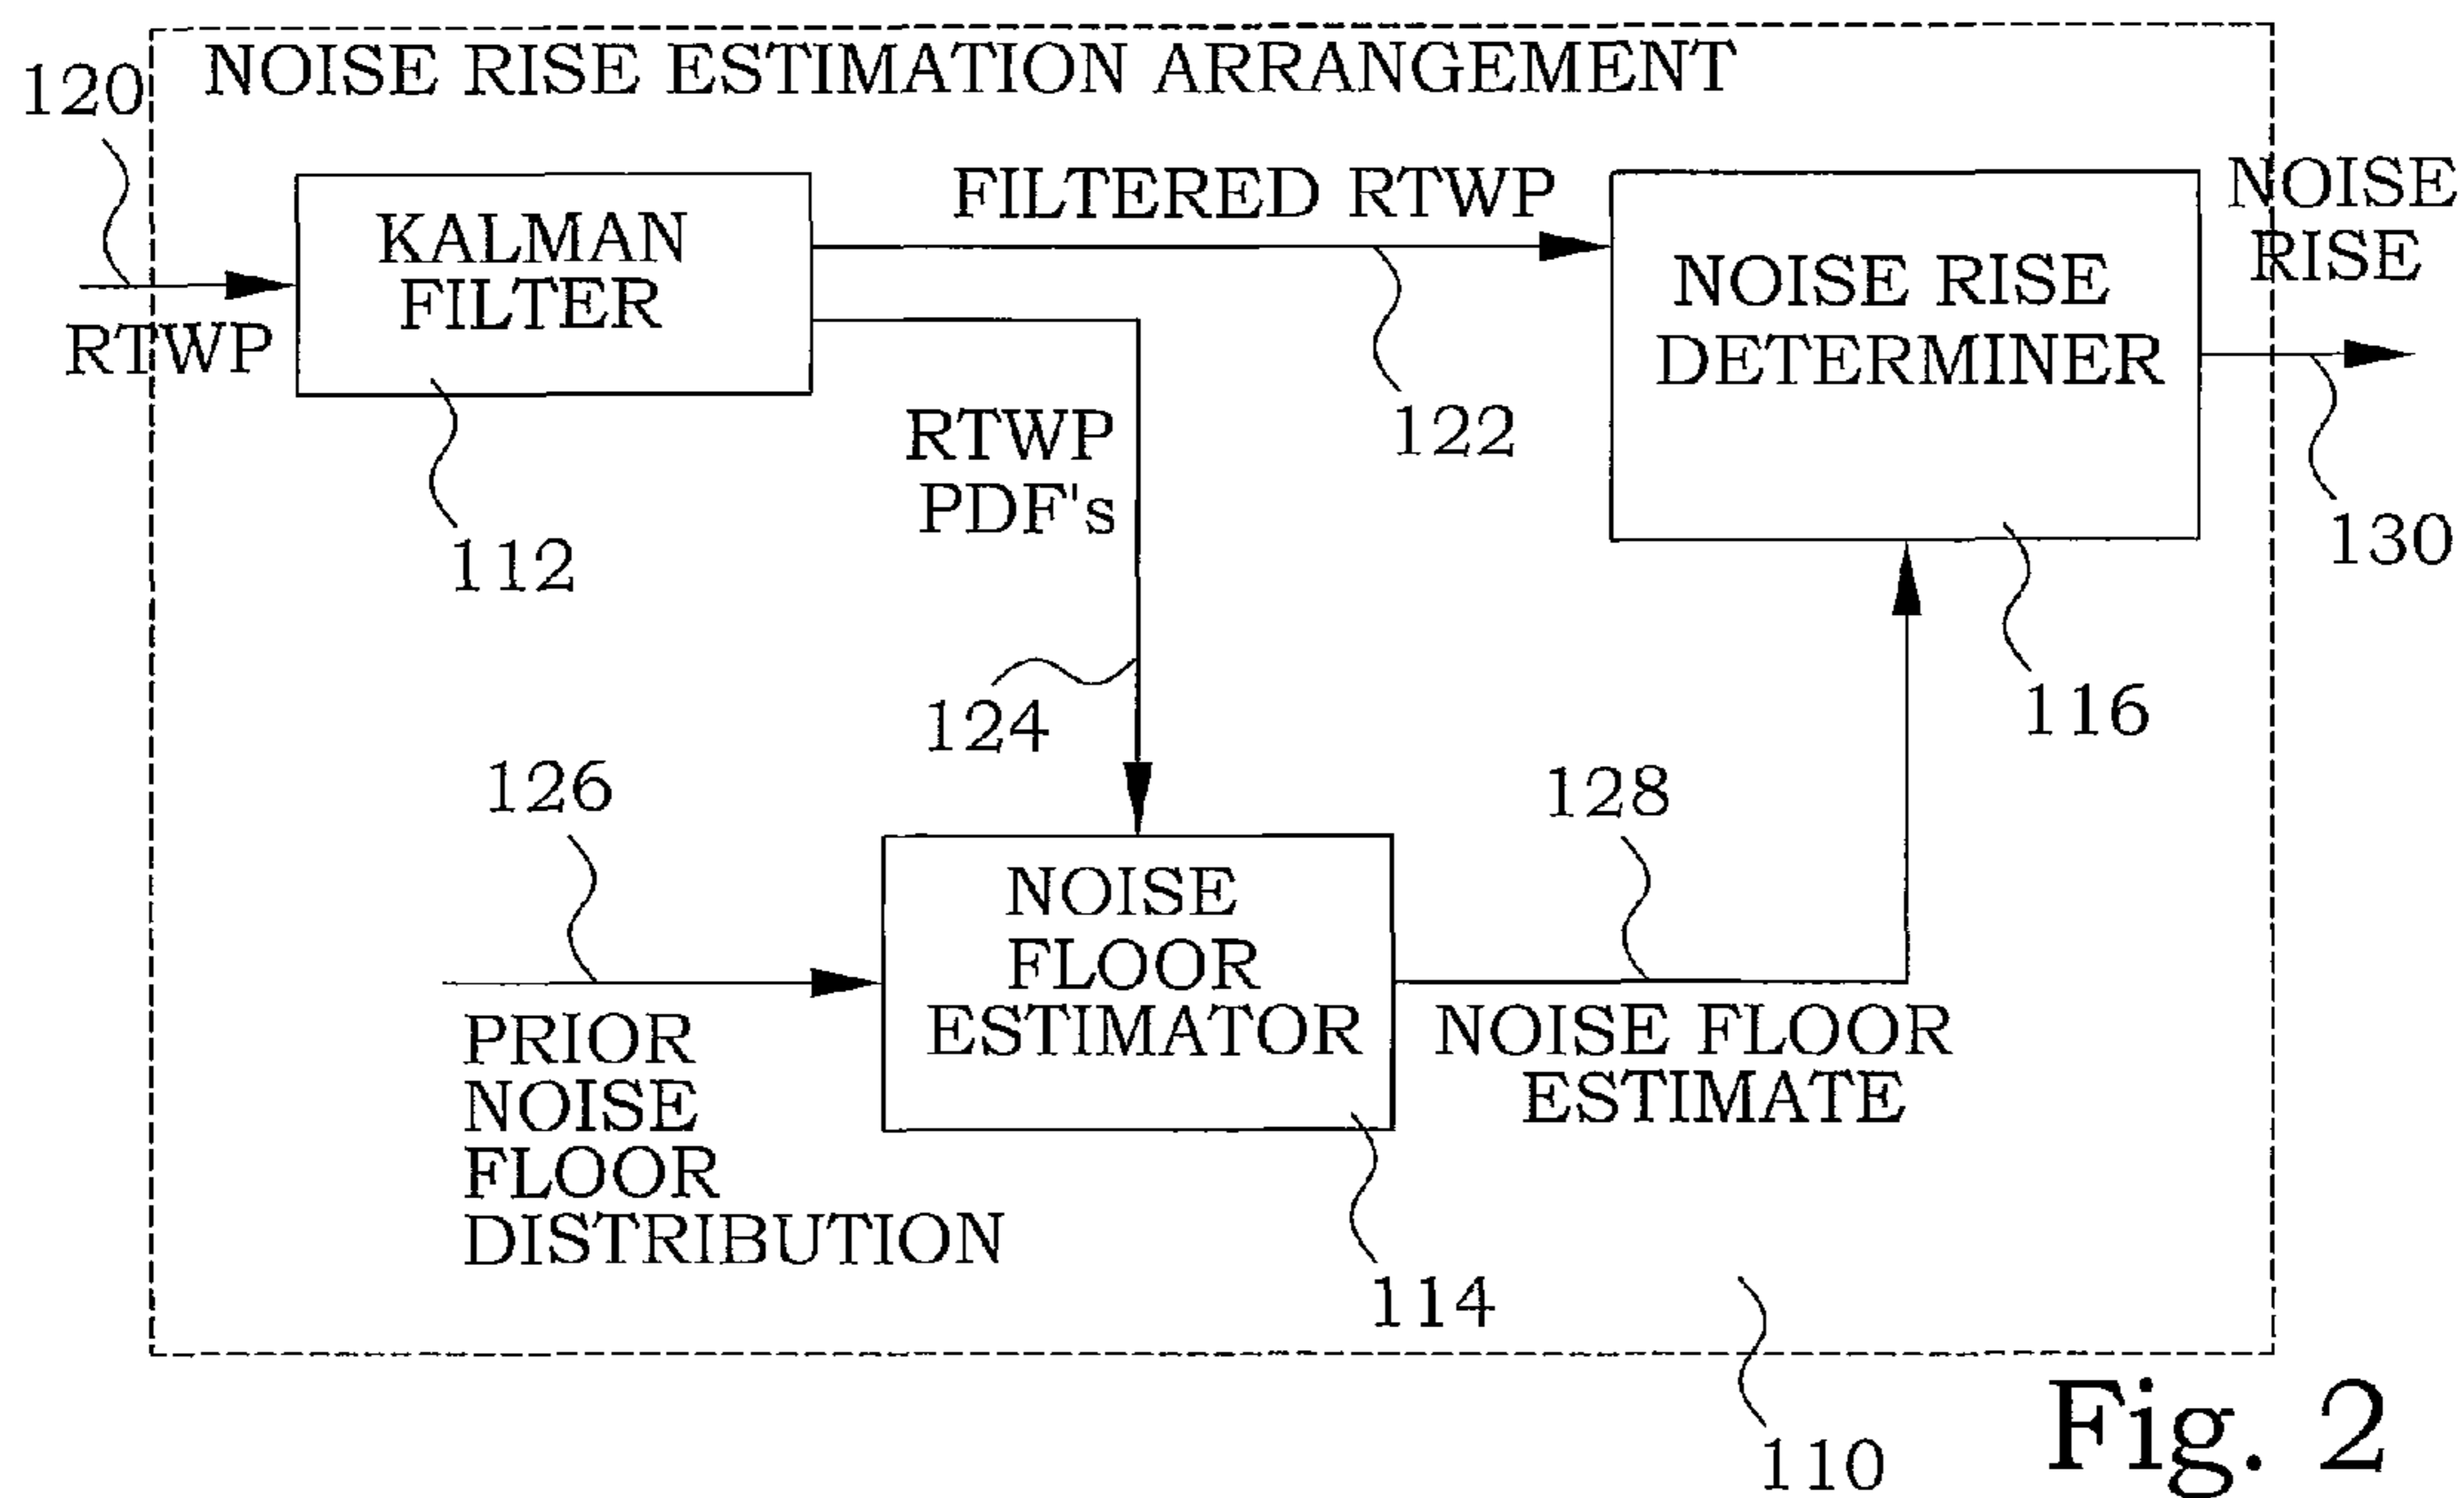 NOISE RISE ESTIMATION ARRANGEMENT
120
RTWP
KALMAN
FILTER
112
FILTERED RTWP
122
RTWP
PDF's
124
NOISE RISE
DETERMINER
116
NOISE
RISE
130
126
PRIOR
NOISE
FLOOR
DISTRIBUTION
NOISE
FLOOR
ESTIMATOR
114
128
NOISE FLOOR
ESTIMATE
110
Fig. 2